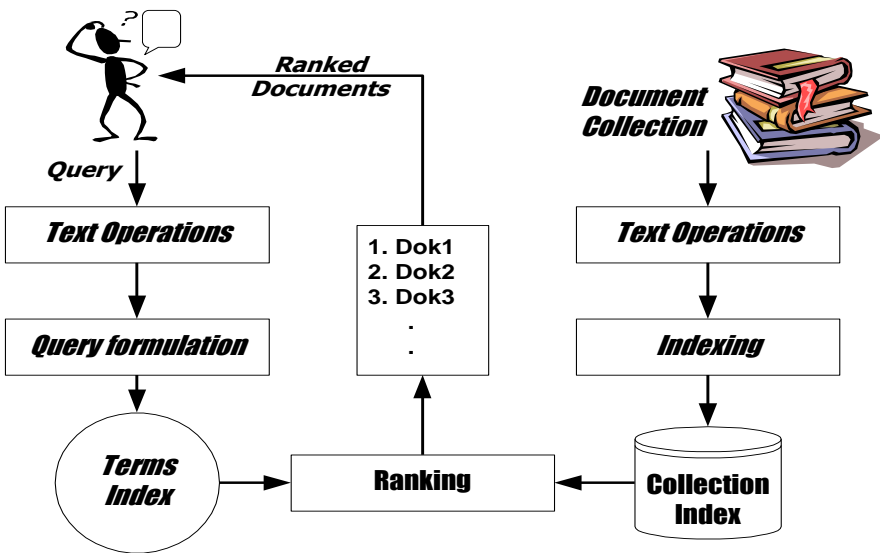 ?
Ranked
Documents
Document
Collection
Query
Text Operations
Text Operations
1. Dok1
2. Dok2
3. Dok3
.
.
Query formulation
Indexing
Terms
Index
Ranking
Collection
Index